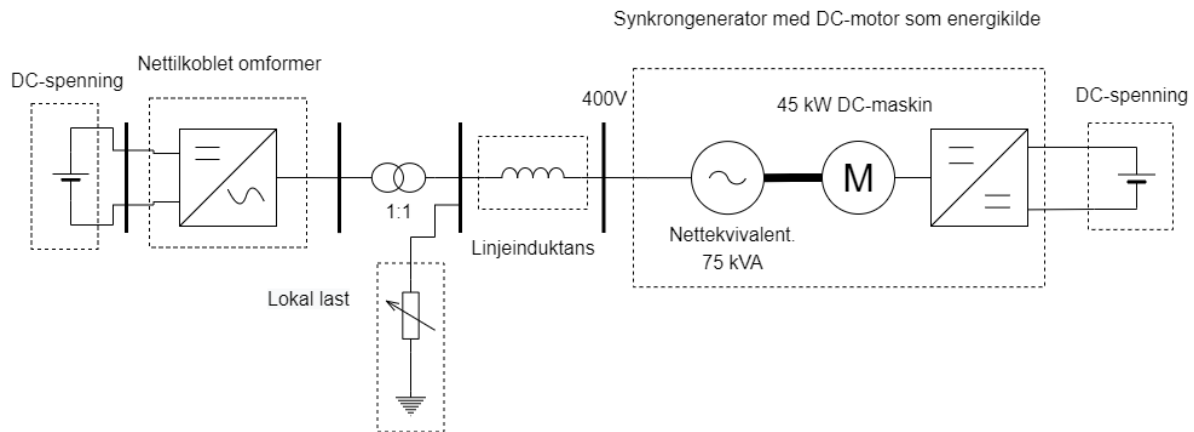 Synkrongenerator med DC-motor som energikilde
Nettilkoblet omformer
DC-spenning
400V
45 kW DC-maskin
DC-spenning
M
1:1
Linjeinduktans
Nettekvivalent.
75 kVA
Lokal last